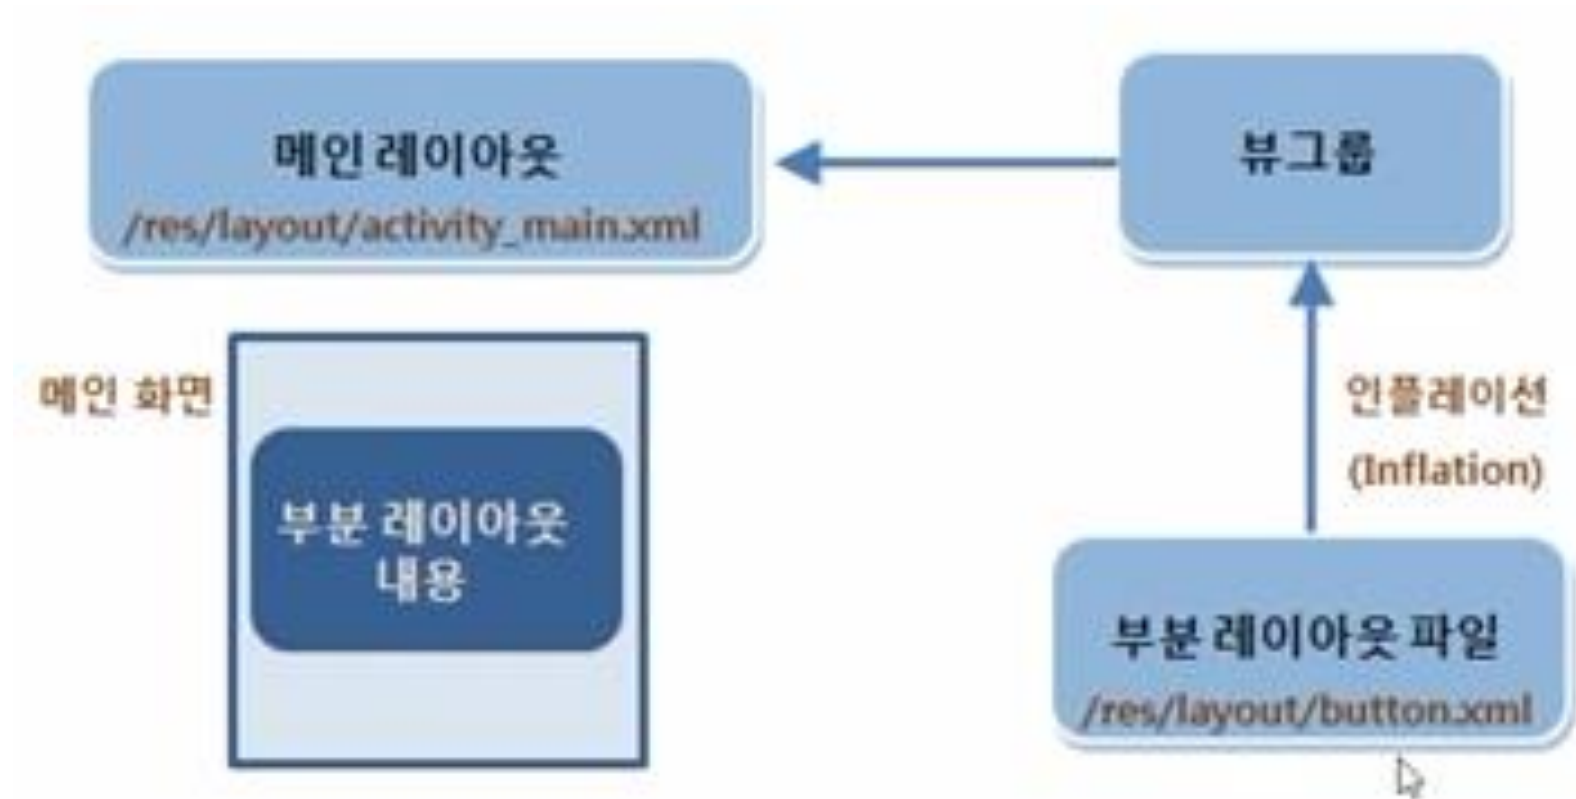 메인 레이아웃
/res/layout/activity_main.xml
뷰그룹
메인 화면
부분 레이아웃
내용
인플레이션
(Inflation)
부분 레이아웃 파일
/res/layout/button.xml